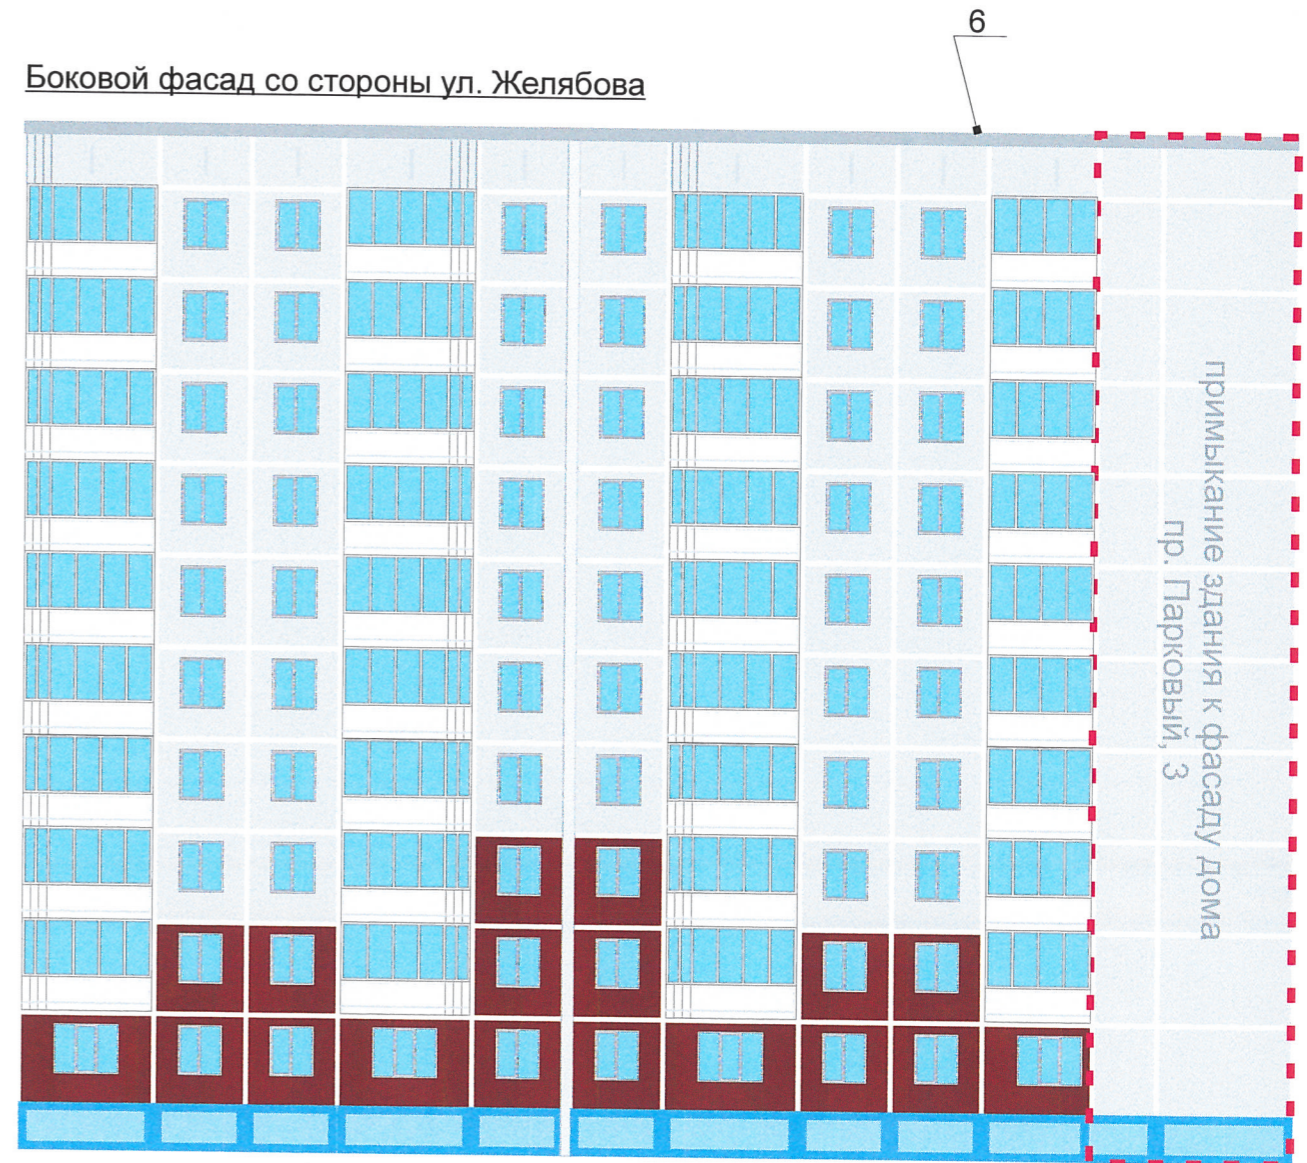 6
Боковой фасад со стороны ул. Желябова
примыкание здания к фасаду дома
пр. Парковый, 3